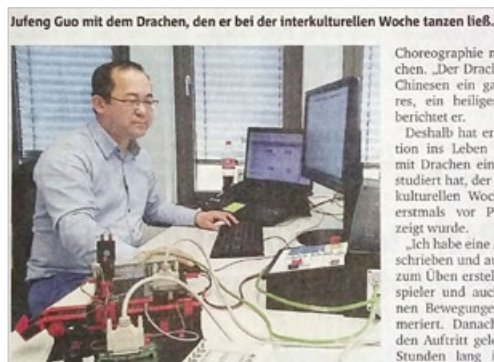 Jufeng Guo mit dem Drachen, den er bei der interkulturellen Woche tanzen ließ.
Choreographie
chen. „Der Drach
Chinesen ein ga
res, ein heilige
berichtet er.
Deshalb hat er
tion ins Leben
mit Drachen ein
studiert hat, der
kulturellen Woc
erstmals vor P
zeigt wurde.
„Ich habe eine
schrieben und au
zum Üben erstel
spieler und auch
nen Bewegunge
meriert. Danach
den Auftritt gel
Stunden lang